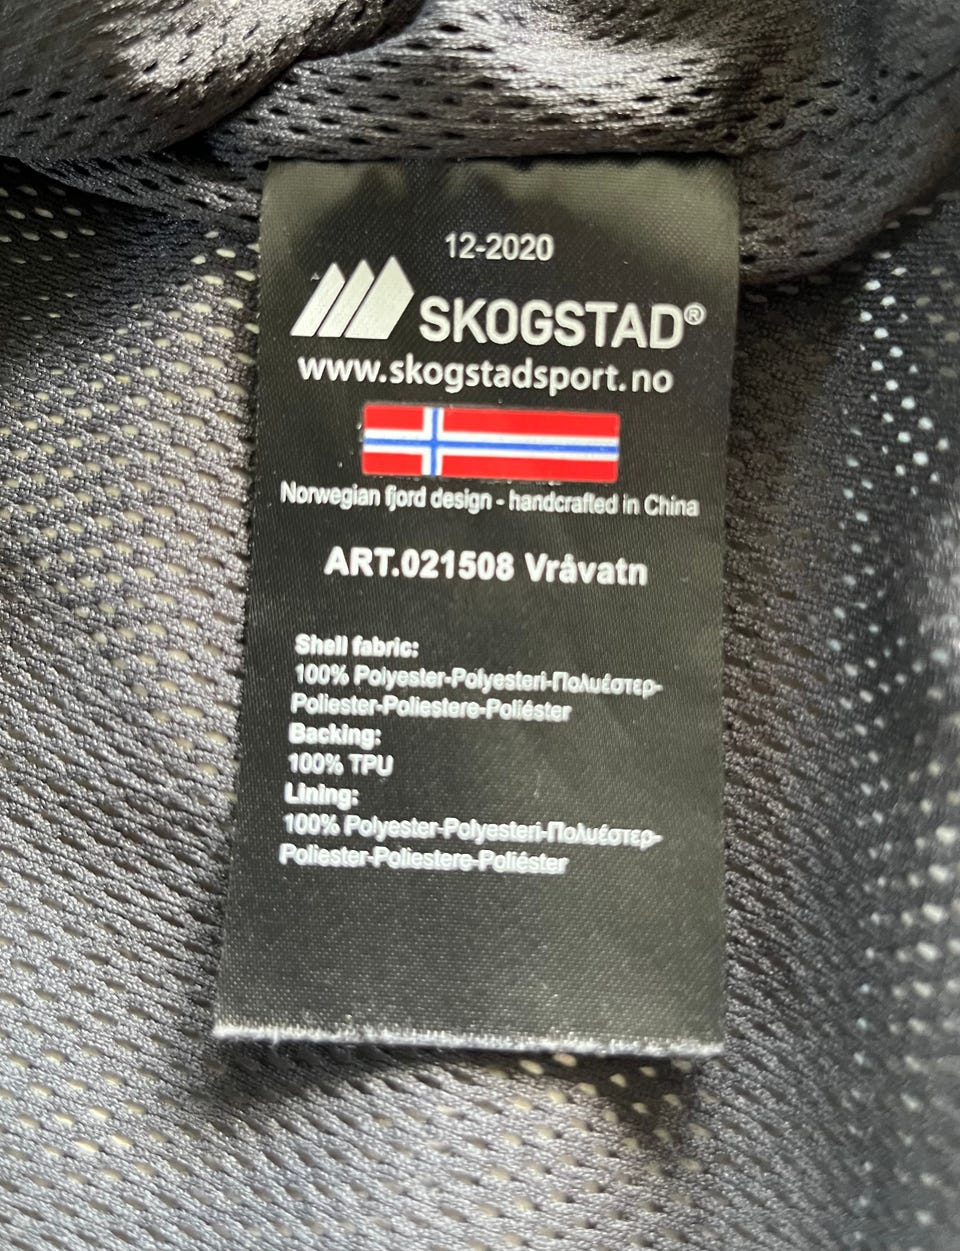 12-2020
SKOGSTAD®
www.skogstadsport.no
Norwegian fjord design - handcrafted in China
ART.021508 Vråvatn
Shell fabric:
100% Polyester-Polyesteri-Πολυέστερ-
Poliester-Poliestere-Poliéster
Backing:
100% TPU
Lining:
100% Polyester-Polyesteri-Πολυέστερ-
Poliester-Poliestere-Poliéster